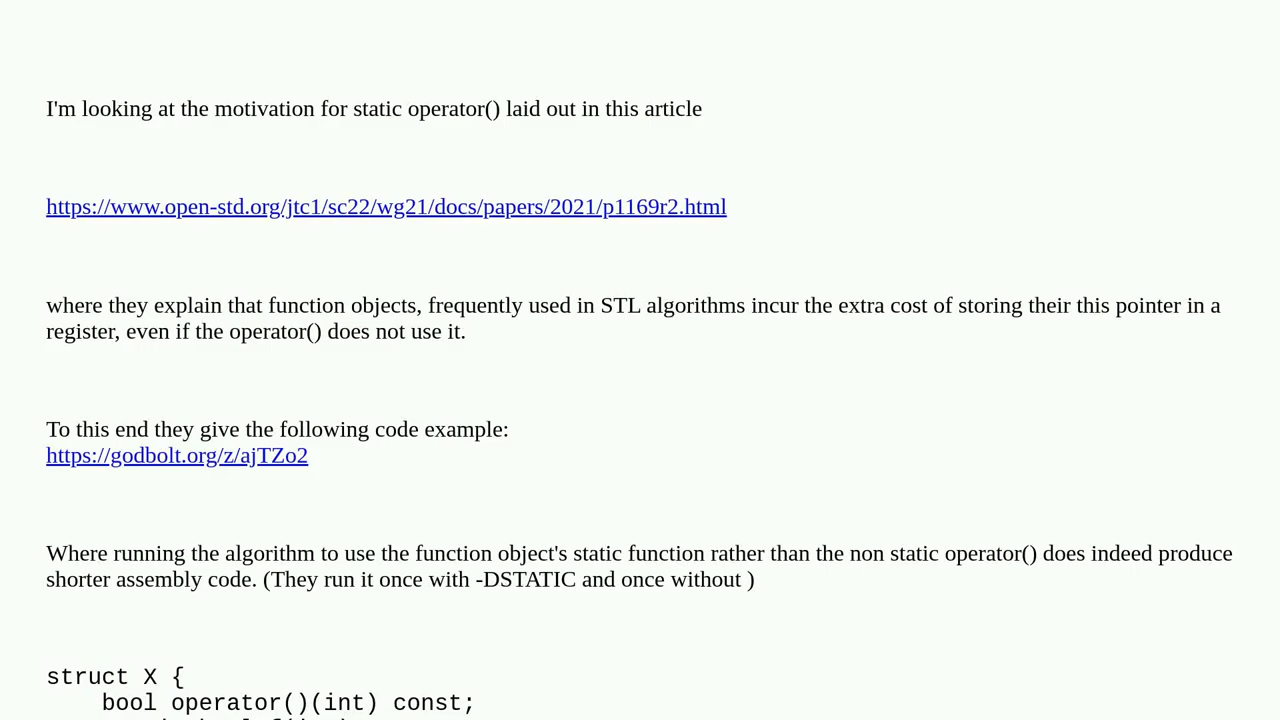 I'm looking at the motivation for static operator() laid out in this article
https://www.open-std.org/jtc1/sc22/wg21/docs/papers/2021/p1169r2.html
where they explain that function objects, frequently used in STL algorithms incur the extra cost of storing their this pointer in a
register, even if the operator() does not use it.
To this end they give the following code example:
https://godbolt.org/z/ajTZo2
Where running the algorithm to use the function object's static function rather than the non static operator() does indeed produce
shorter assembly code. (They run it once with -DSTATIC and once without )
struct X {
    bool operator()(int) const;